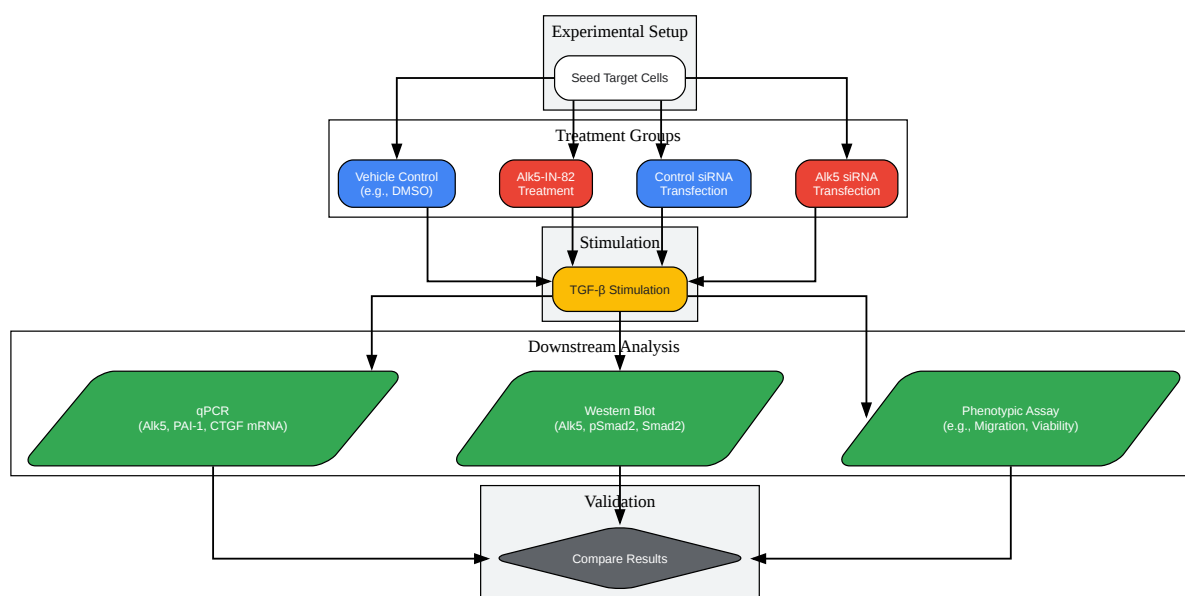 Experimental Setup
Seed Target Cells
Treatment Groups
Vehicle Control
(e.g., DMSO)
Alk5-IN-82
Treatment
Control siRNA
Transfection
Alk5 siRNA
Transfection
Stimulation
TGF-β Stimulation
Downstream Analysis
qPCR
(Alk5, PAI-1, CTGF mRNA)
Western Blot
(Alk5, pSmad2, Smad2)
Phenotypic Assay
(e.g., Migration, Viability)
Validation
Compare Results